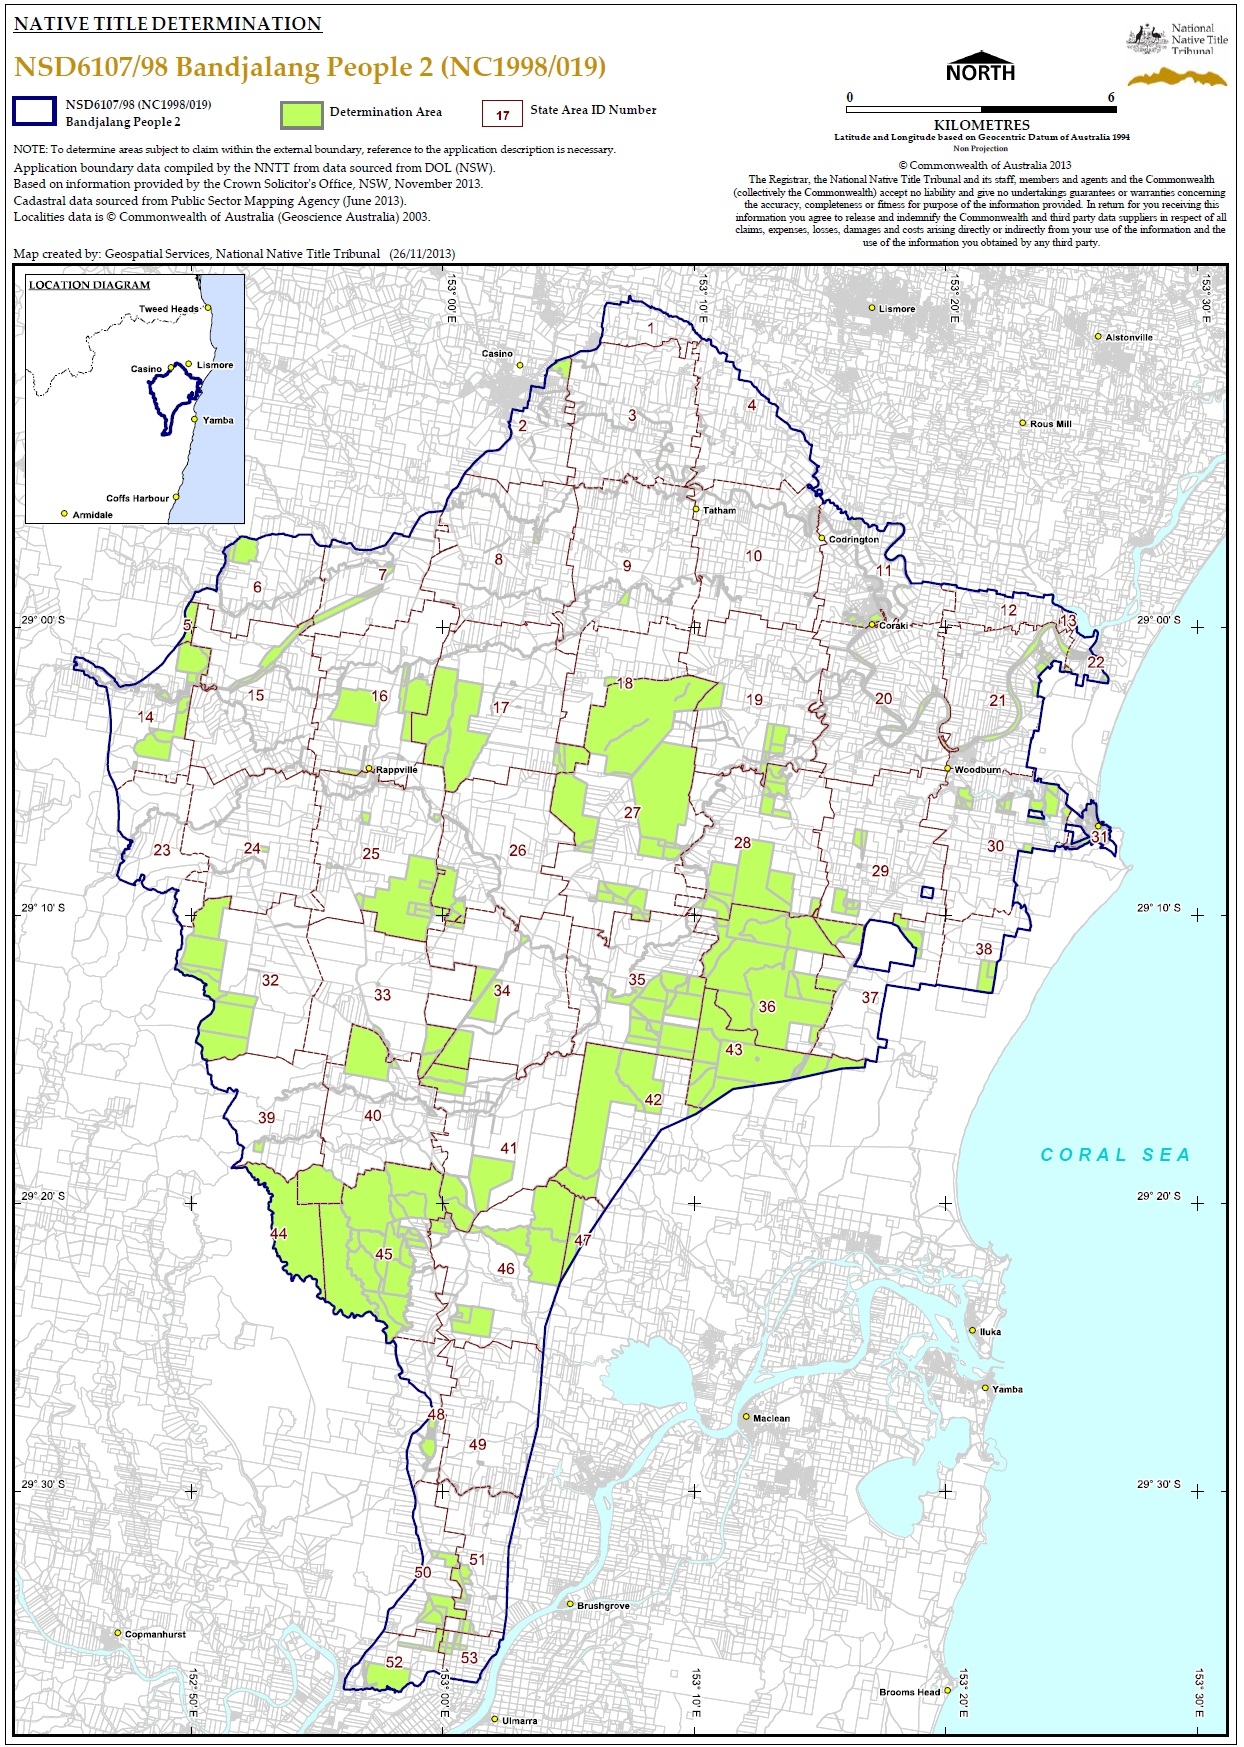 NATIVE TITLE DETERMINATION
NSD6107/98 Bandjalang People 2 (NC1998/019)
NSD6107/98 (NC1998/019)
Bandjalang People 2
Determination Area
17
State Area ID Number
NORTH
National
Native Title
Tribunal
0 6
KILOMETRES
Latitude and Longitude based on Geocentric Datum of Australia 1994
Non Projection
NOTE: To determine areas subject to claim within the external boundary, reference to the application description is necessary.
Application boundary data compiled by the NNTT from data sourced from DOL (NSW).
Based on information provided by the Crown Solicitor's Office, NSW, November 2013.
Cadastral data sourced from Public Sector Mapping Agency (June 2013).
Localities data is © Commonwealth of Australia (Geoscience Australia) 2003.
Map created by: Geospatial Services, National Native Title Tribunal (26/11/2013)
© Commonwealth of Australia 2013
The Registrar, the National Native Title Tribunal and its staff, members and agents and the Commonwealth
(collectively the Commonwealth) accept no liability and give no undertakings guarantees or warranties concerning
the accuracy, completeness or fitness for purpose of the information provided. In return for you receiving this
information you agree to release and indemnify the Commonwealth and third party data suppliers in respect of all
claims, expenses, losses, damages and costs arising directly or indirectly from your use of the information and the
use of the information you obtained by any third party.
LOCATION DIAGRAM
Tweed Heads
Casino
Lismore
Yamba
Coffs Harbour
Armidale
153° 00' E
153° 10' E
153° 20' E
153° 30' E
Lismore
Alstonville
Casino
Rous Mill
1
2
3
4
Tatham
Codrington
5
6
7
8
9
10
11
12
13
29° 00' S
29° 00' S
Coraki
14
15
16
17
18
19
20
21
22
Rappville
Woodburn
23
24
25
26
27
28
29
30
31
29° 10' S
29° 10' S
32
33
34
35
36
37
38
39
40
41
42
43
CORAL SEA
29° 20' S
29° 20' S
44
45
46
47
Iluka
Yamba
Maclean
48
49
29° 30' S
29° 30' S
50
51
Brushgrove
Copmanhurst
52
53
Brooms Head
Ulmarra
152° 50' E
153° 00' E
153° 10' E
153° 20' E
153° 30' E